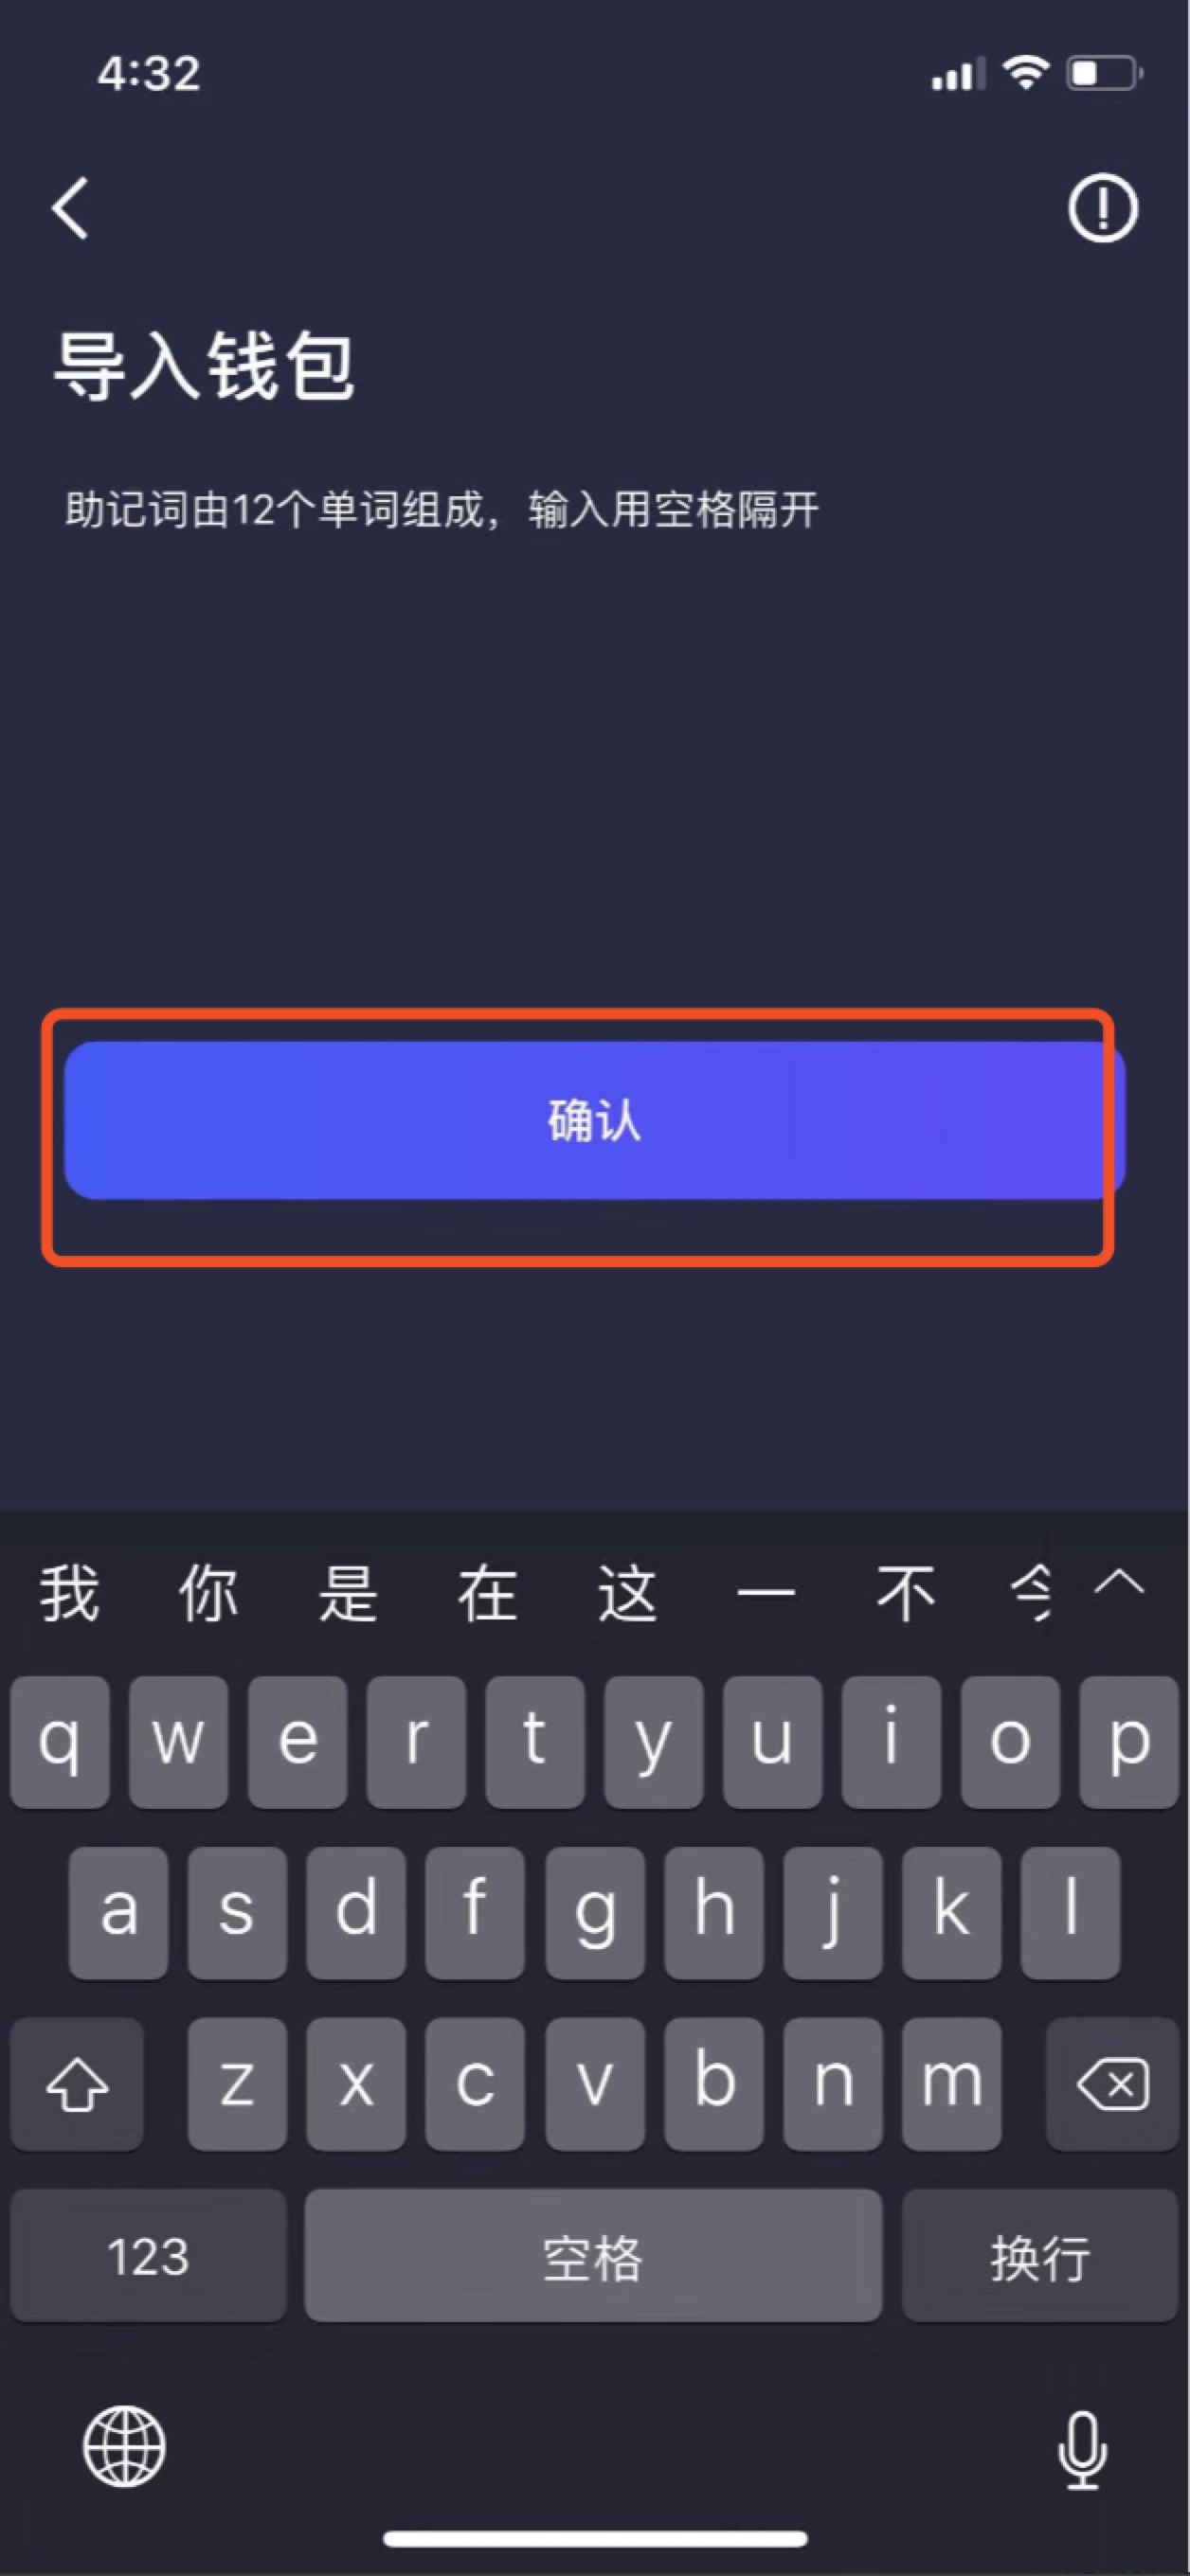 4:32
导入钱包
助记词由12个单词组成，输入用空格隔开
确认
我 你 是 在 这 一 不
q w e r t y u i o p
a s d f g h j k l
z x c v b n m
123 空格 换行